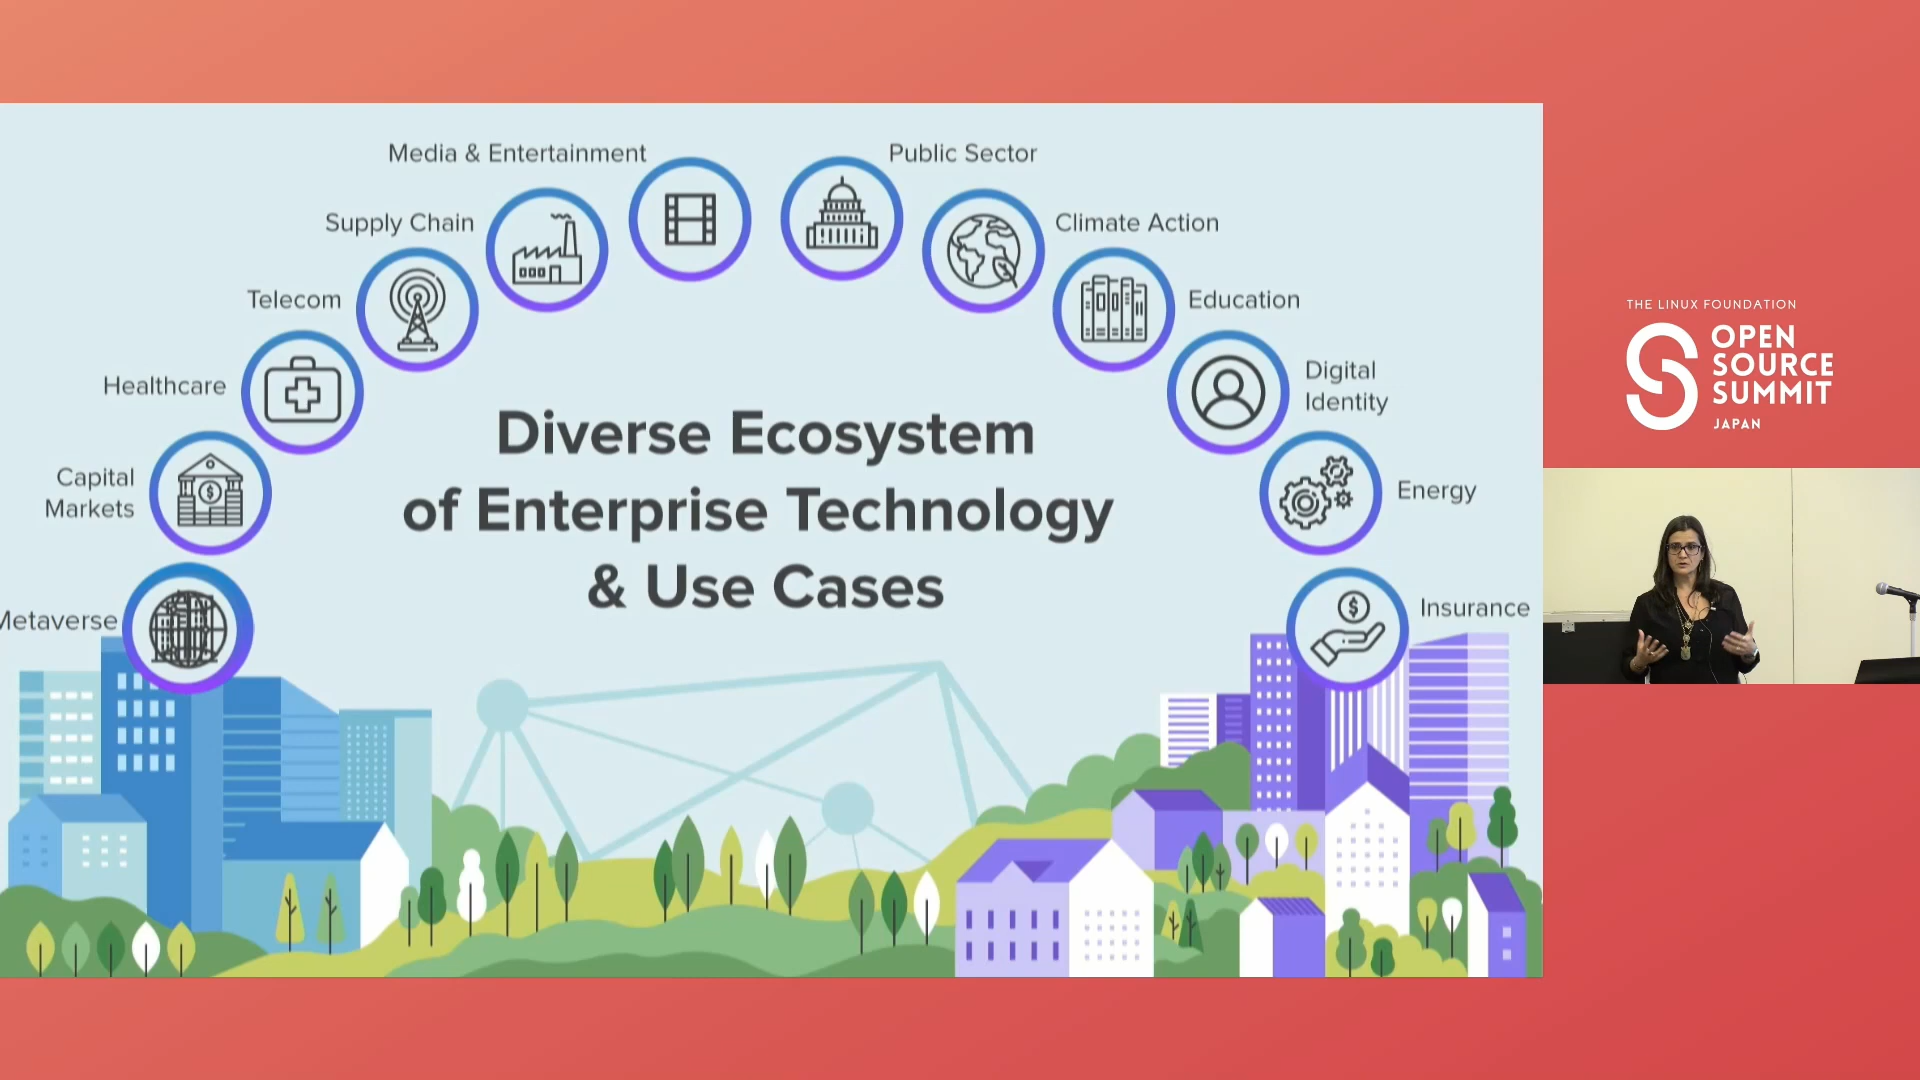 Media & Entertainment
Public Sector
Supply Chain
Climate Action
Telecom
Education
Healthcare
Digital
Identity
Capital
Markets
Energy
Metaverse
Insurance
Diverse Ecosystem
of Enterprise Technology
& Use Cases
THE LINUX FOUNDATION
OPEN
SOURCE
SUMMIT
JAPAN